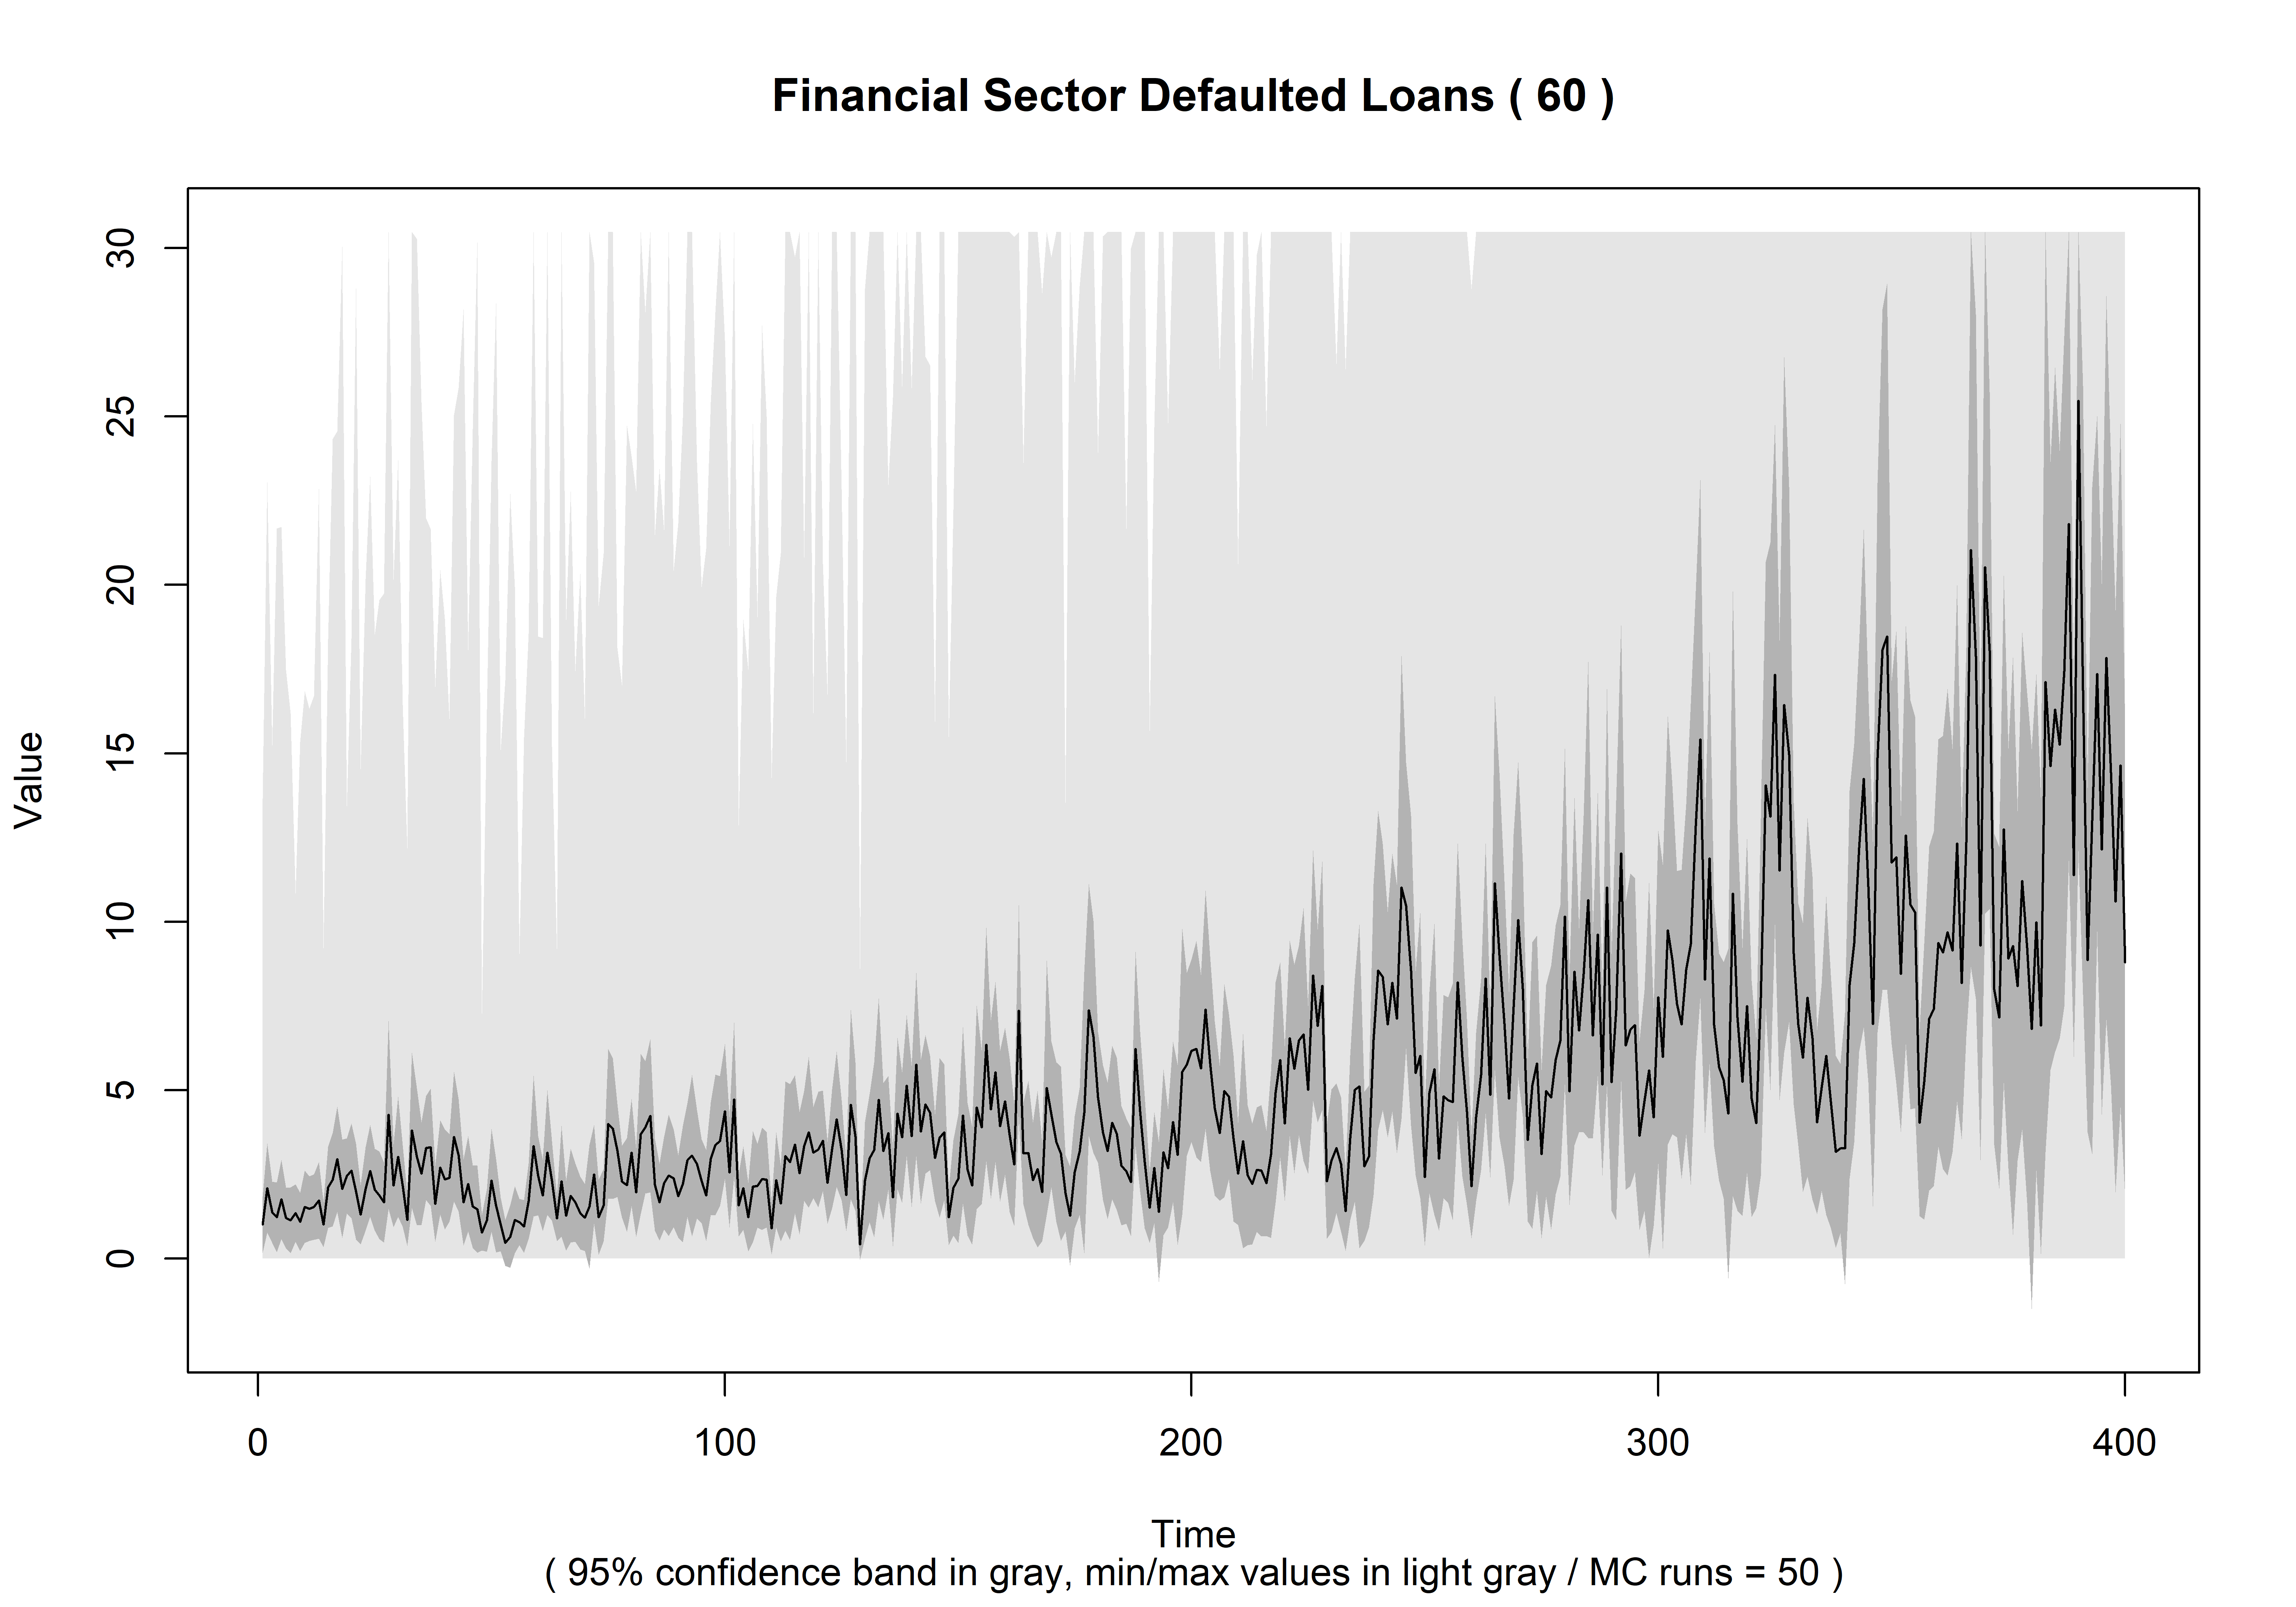 Financial Sector Defaulted Loans ( 60 )
Value
30
25
20
15
10
5
0
0 100 200 300 400
Time
( 95% confidence band in gray, min/max values in light gray / MC runs = 50 )